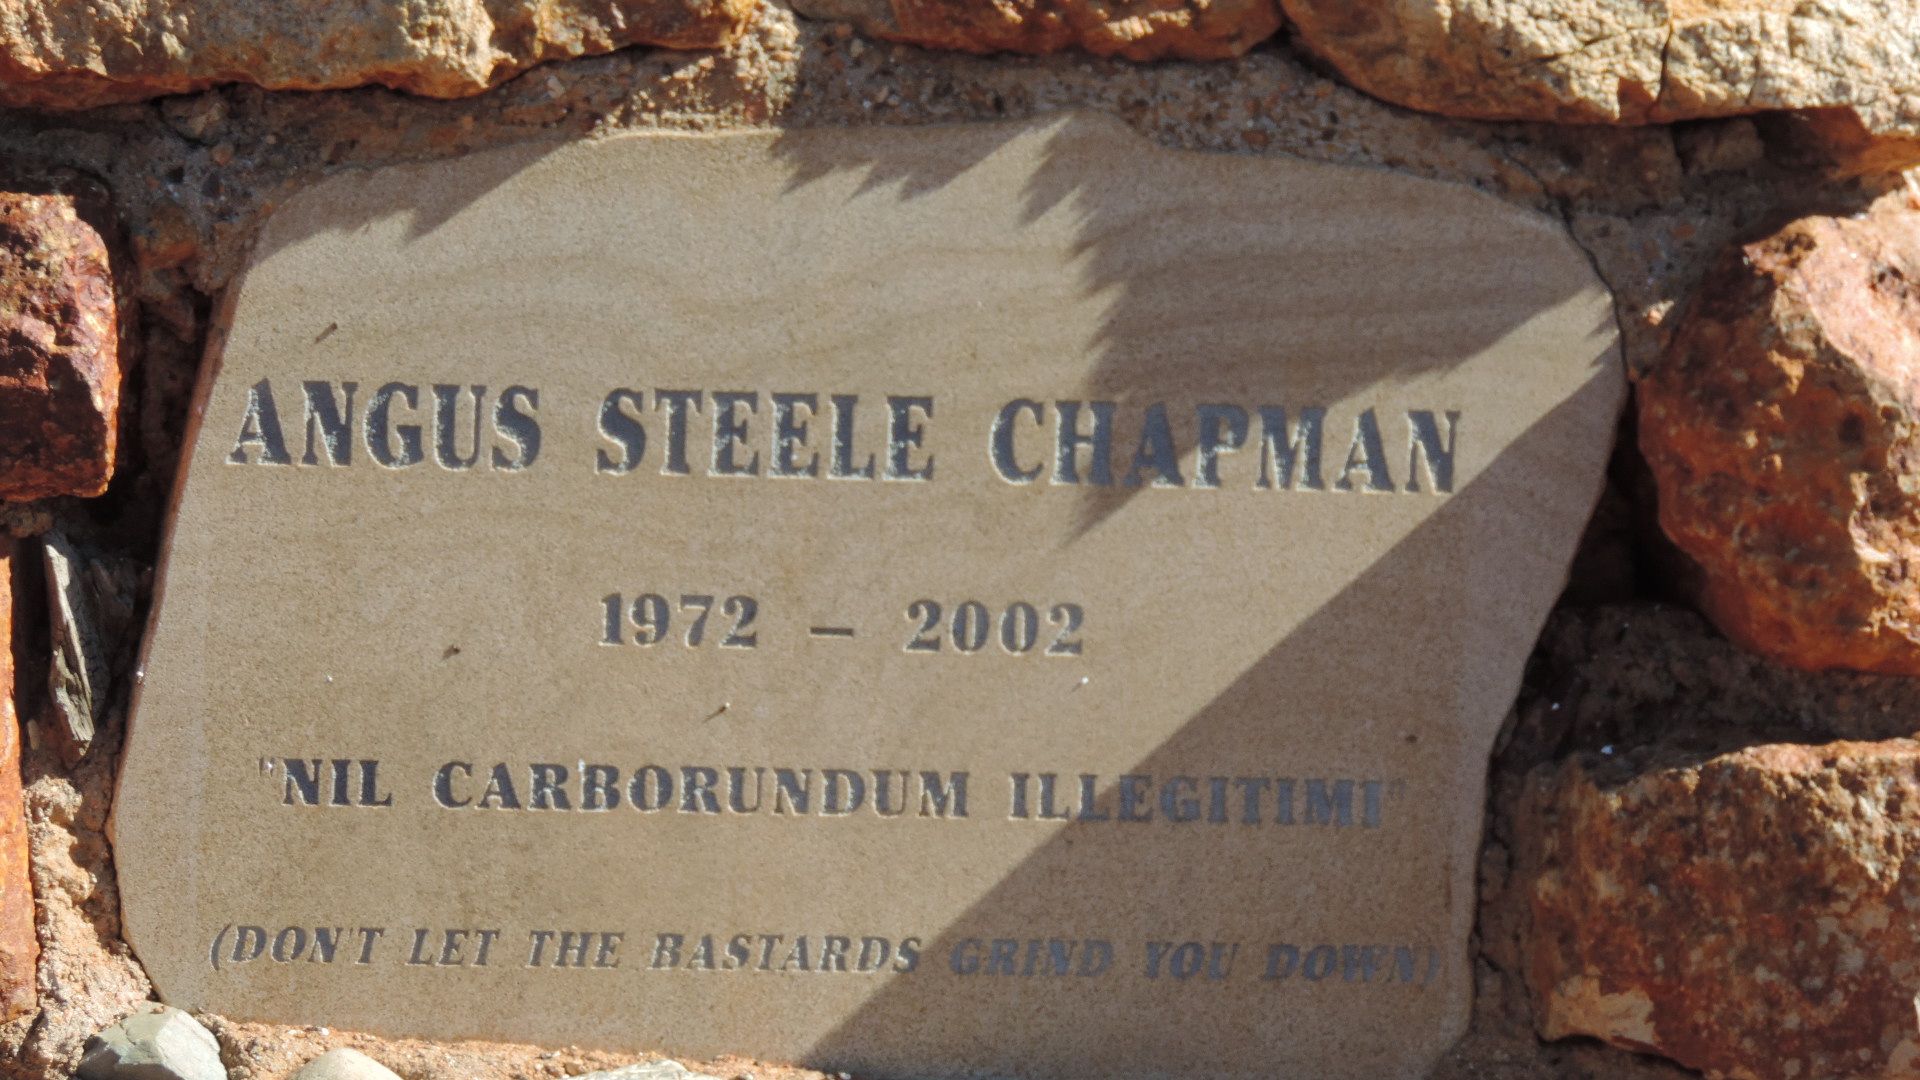 ANGUS STEELE CHAPMAN
1972 – 2002
"NIL CARBORUNDUM ILLEGITIMI"
(DON'T LET THE BASTARDS GRIND YOU DOWN)